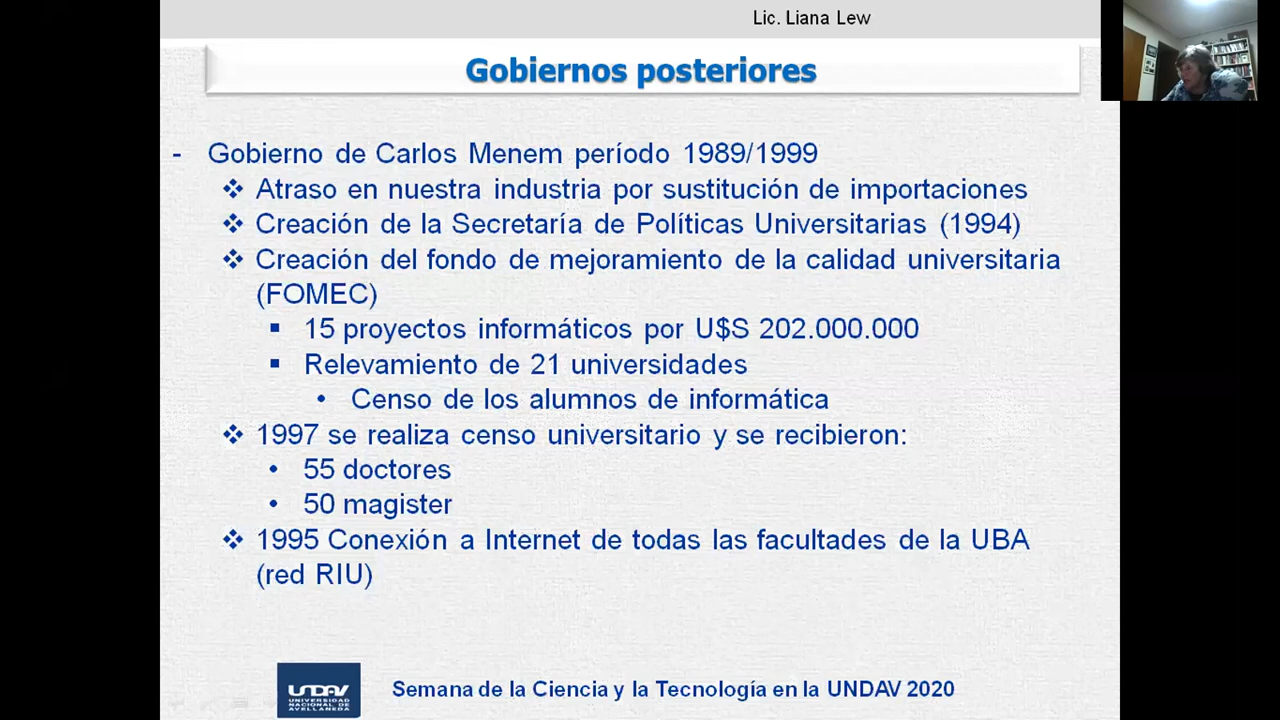 Lic. Liana Lew
Gobiernos posteriores
- Gobierno de Carlos Menem período 1989/1999
❖ Atraso en nuestra industria por sustitución de importaciones
❖ Creación de la Secretaría de Políticas Universitarias (1994)
❖ Creación del fondo de mejoramiento de la calidad universitaria
(FOMEC)
▪ 15 proyectos informáticos por U$S 202.000.000
▪ Relevamiento de 21 universidades
• Censo de los alumnos de informática
❖ 1997 se realiza censo universitario y se recibieron:
• 55 doctores
• 50 magister
❖ 1995 Conexión a Internet de todas las facultades de la UBA
(red RIU)
UNDAV
UNIVERSIDAD
NACIONAL DE
AVELLANEDA
Semana de la Ciencia y la Tecnología en la UNDAV 2020